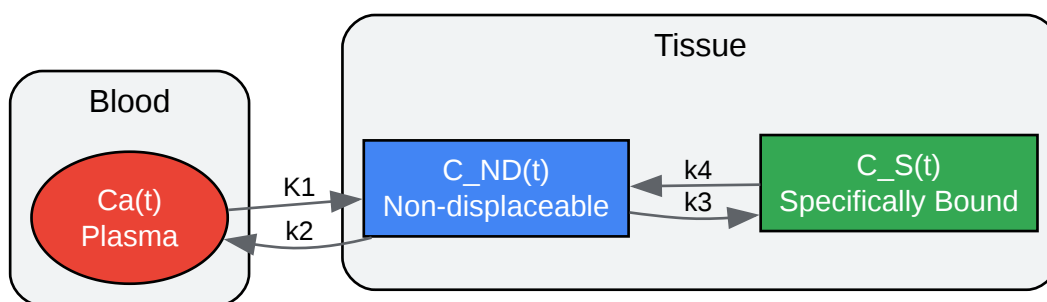 Tissue
Blood
Ca(t)
Plasma
K1
k2
C_ND(t)
Non-displaceable
k4
k3
C_S(t)
Specifically Bound